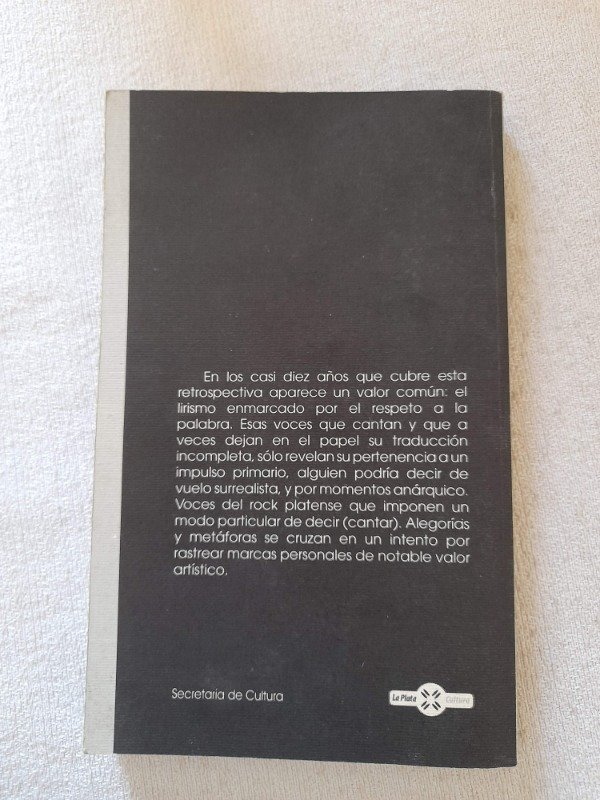 En los casi diez años que cubre esta
retrospectiva aparece un valor común: el
lirismo enmarcado por el respeto a la
palabra. Esas voces que cantan y que a
veces dejan en el papel su traducción
incompleta, sólo revelan su pertenencia a un
impulso primario, alguien podría decir de
vuelo surrealista, y por momentos anárquico.
Voces del rock platense que imponen un
modo particular de decir (cantar). Alegorías
y metáforas se cruzan en un intento por
rastrear marcas personales de notable valor
artístico.
Secretaría de Cultura
La Plata Cultura